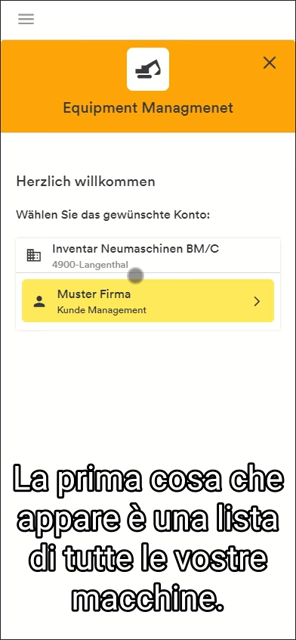 Equipment Managmenet
Herzlich willkommen
Wählen Sie das gewünschte Konto:
Inventar Neumaschinen BM/C
4900-Langenthal
Muster Firma
Kunde Management
La prima cosa che
appare è una lista
di tutte le vostre
macchine.